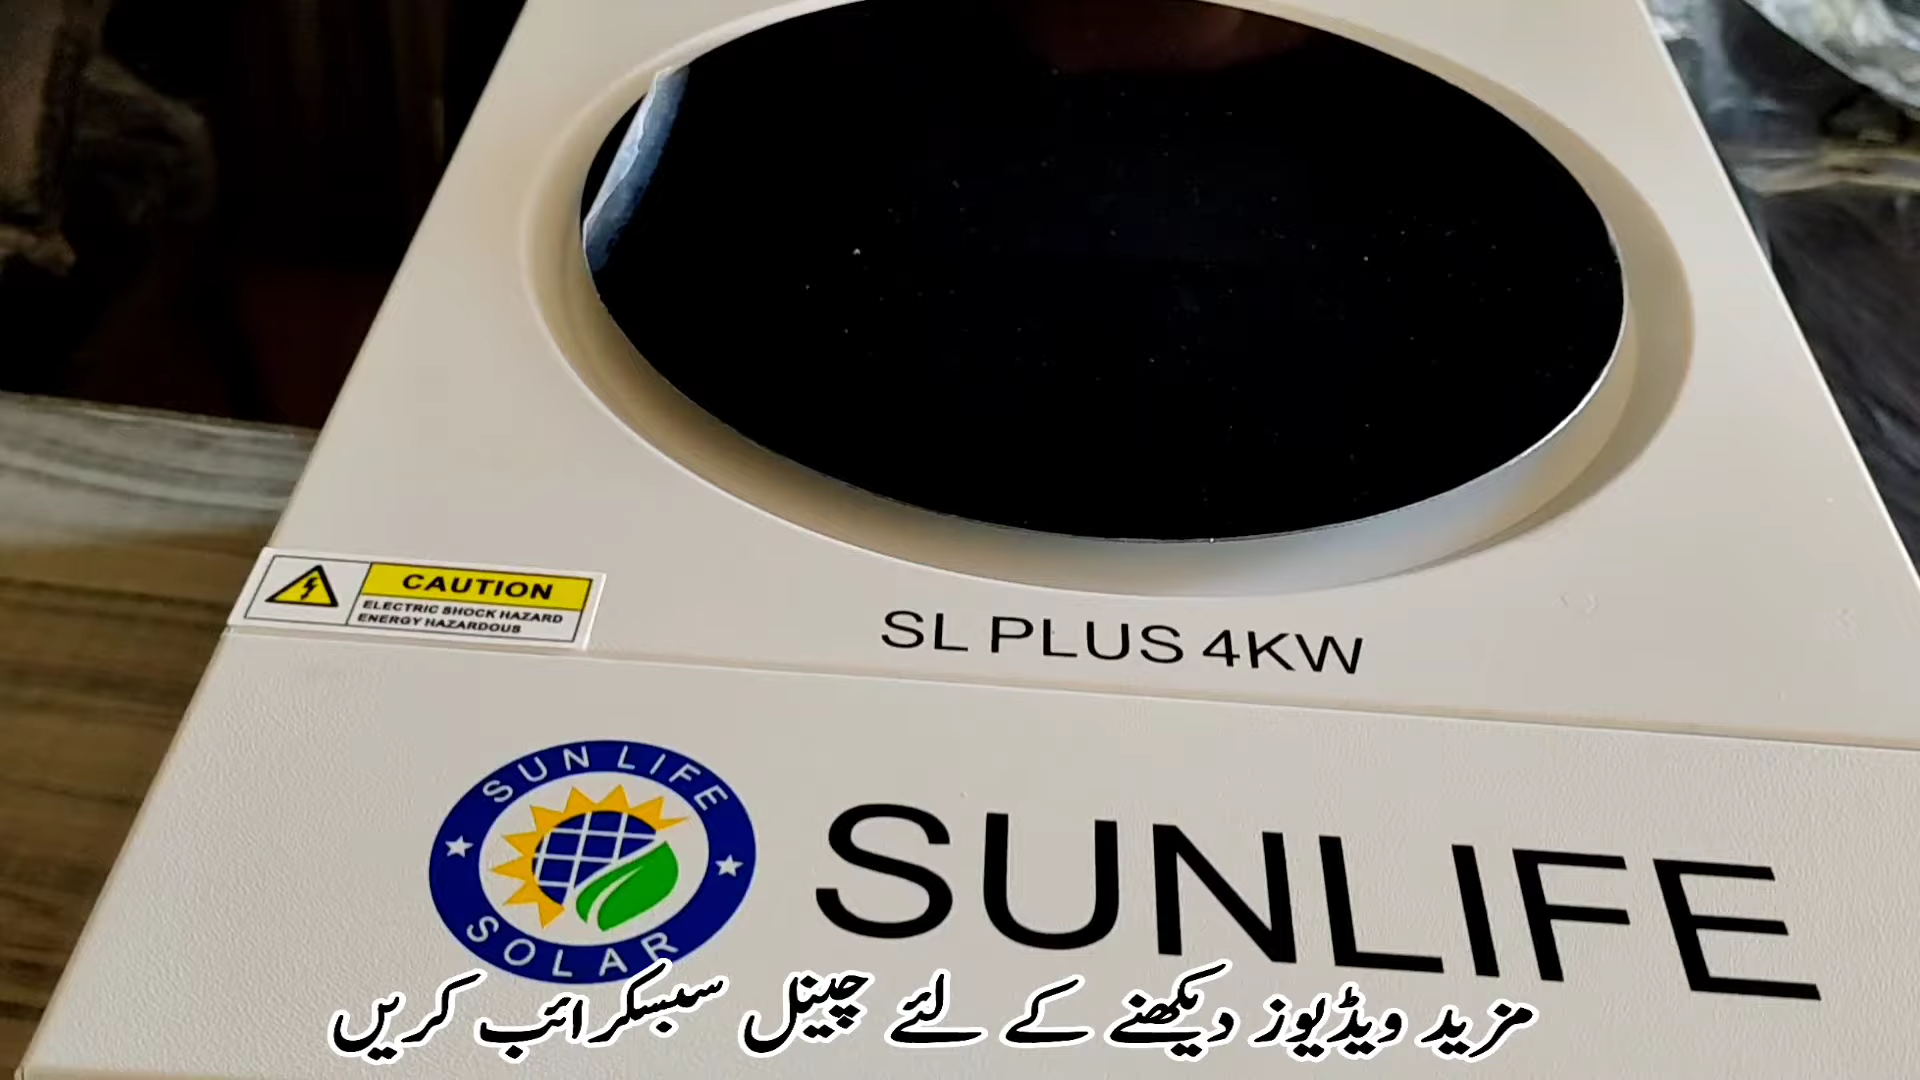 CAUTION
ELECTRIC SHOCK HAZARD
ENERGY HAZARDOUS
SL PLUS 4KW
SUN LIFE
SOLAR
SUNLIFE
مزید ویڈیوز دیکھنے کے لئے چینل سبسکرائب کریں